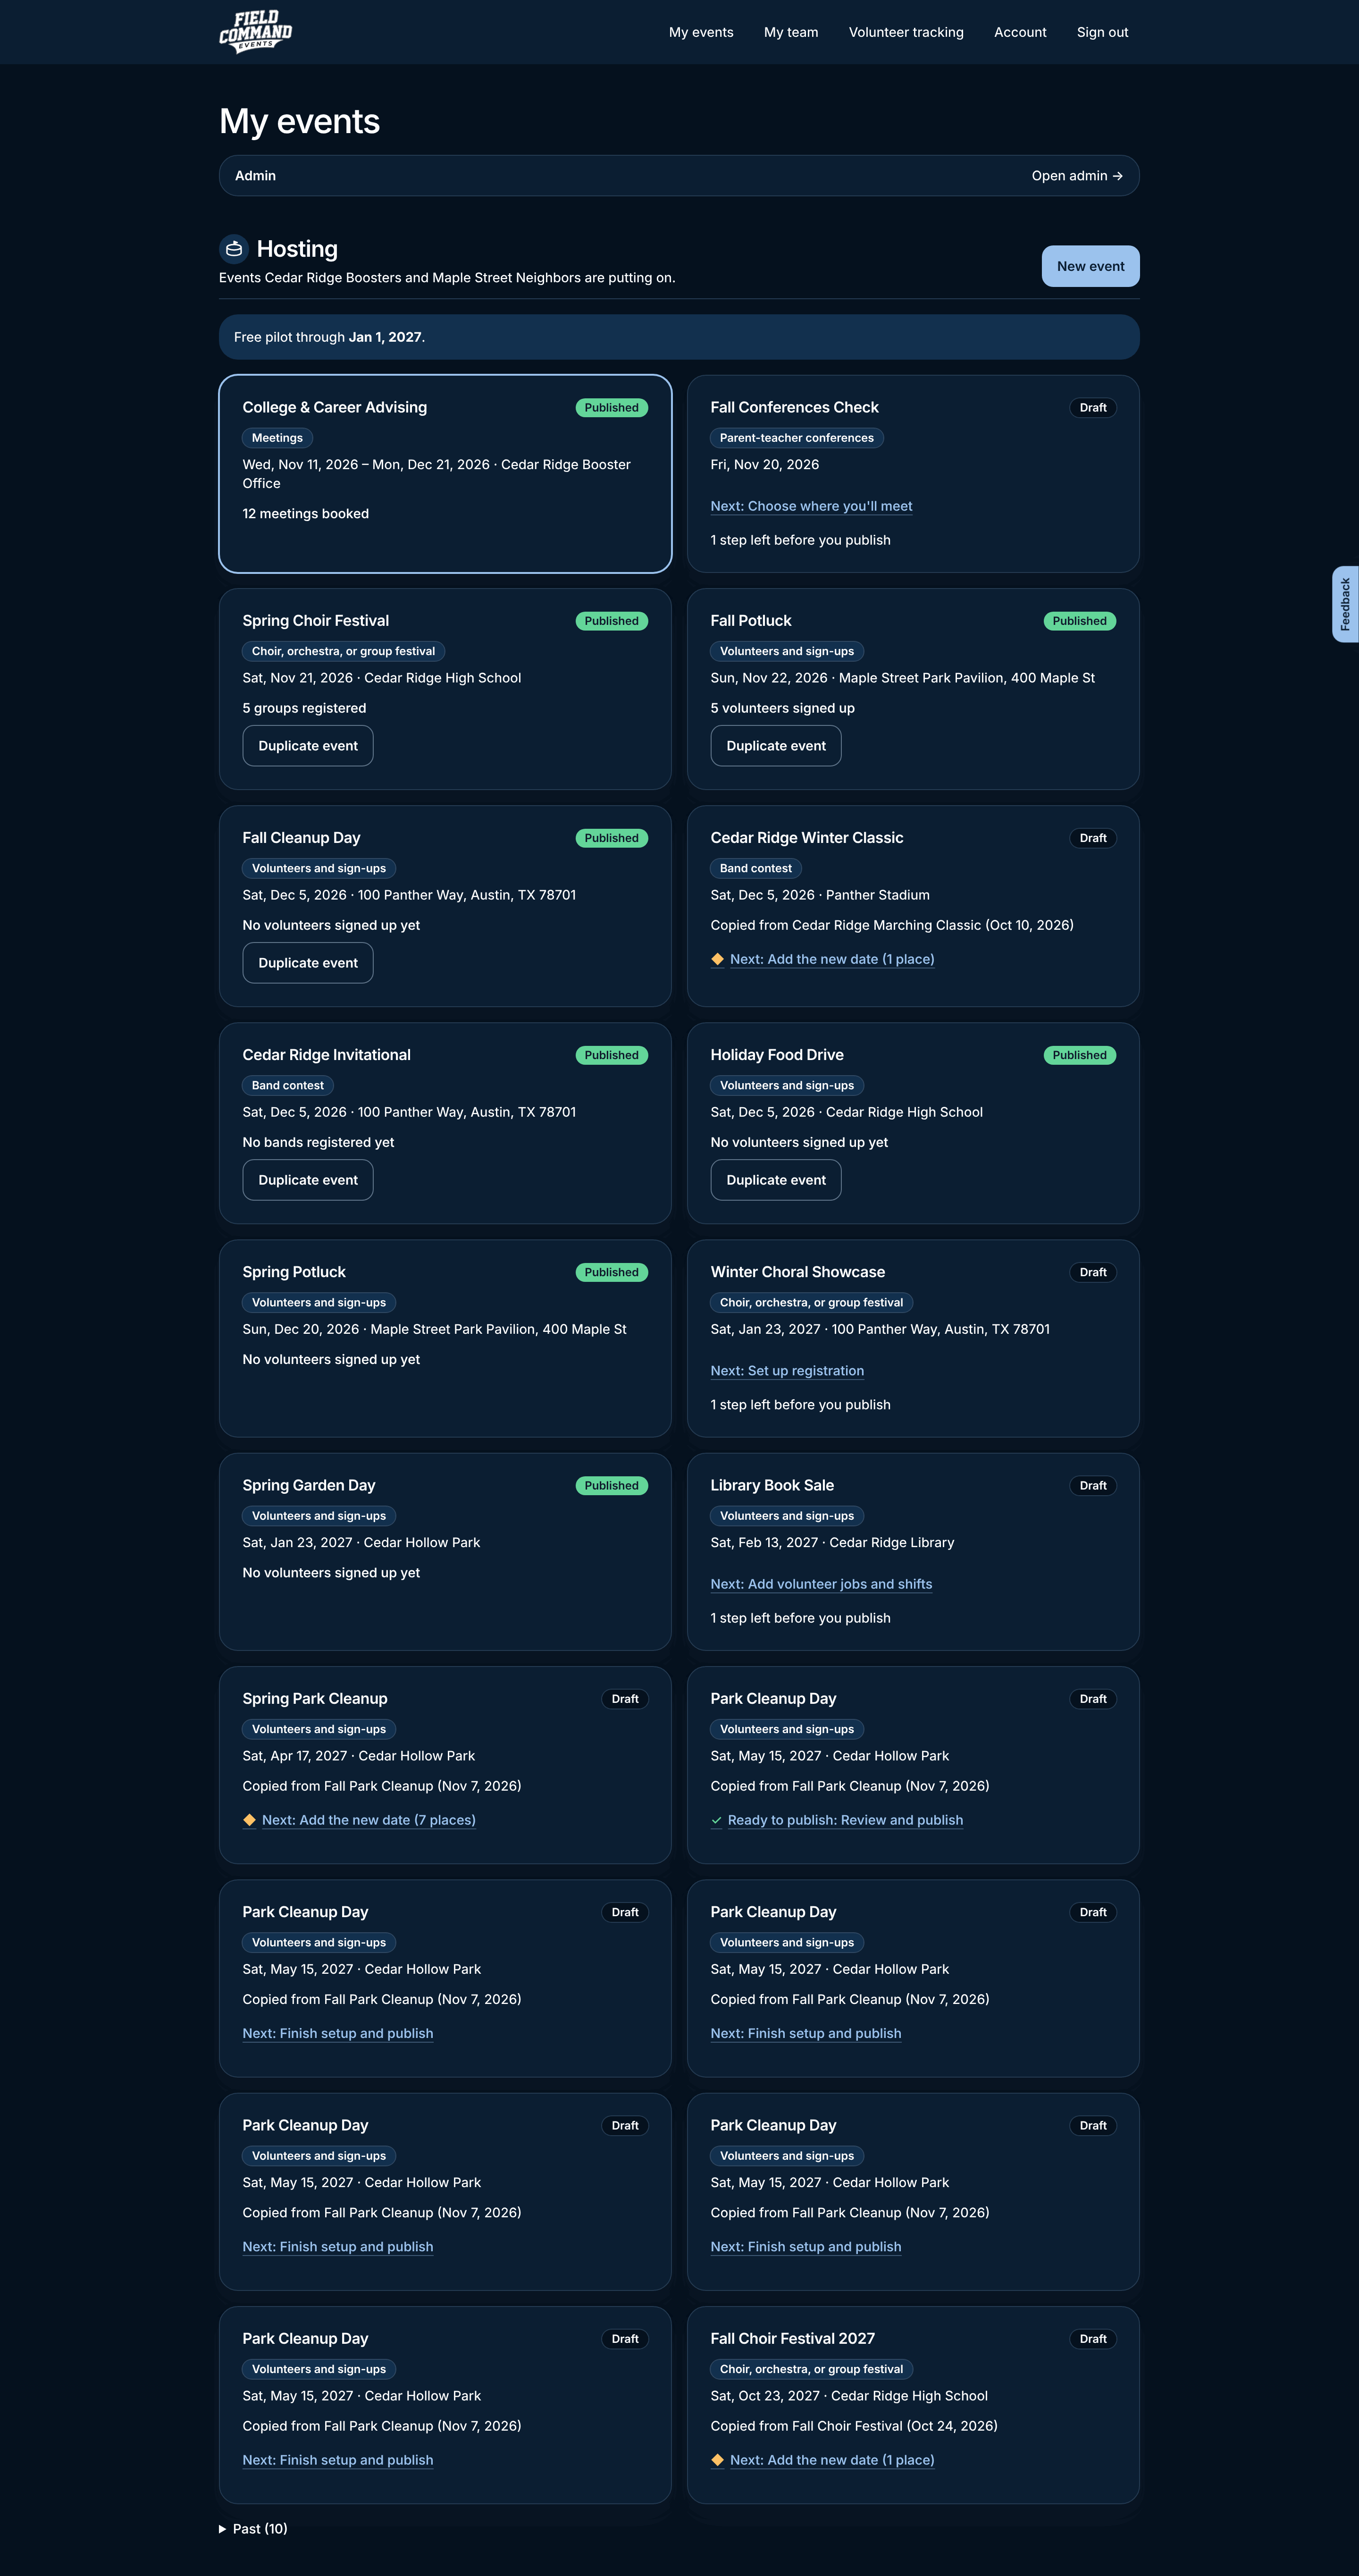 FIELD
COMMAND
EVENTS
My events
My team
Volunteer tracking
Account
Sign out
My events
Admin
Open admin →
Hosting
Events Cedar Ridge Boosters and Maple Street Neighbors are putting on.
New event
Free pilot through Jan 1, 2027.
College & Career Advising
Published
Meetings
Wed, Nov 11, 2026 – Mon, Dec 21, 2026 · Cedar Ridge Booster
Office
12 meetings booked
Fall Conferences Check
Draft
Parent-teacher conferences
Fri, Nov 20, 2026
Next: Choose where you'll meet
1 step left before you publish
Feedback
Spring Choir Festival
Published
Choir, orchestra, or group festival
Sat, Nov 21, 2026 · Cedar Ridge High School
5 groups registered
Duplicate event
Fall Potluck
Published
Volunteers and sign-ups
Sun, Nov 22, 2026 · Maple Street Park Pavilion, 400 Maple St
5 volunteers signed up
Duplicate event
Fall Cleanup Day
Published
Volunteers and sign-ups
Sat, Dec 5, 2026 · 100 Panther Way, Austin, TX 78701
No volunteers signed up yet
Duplicate event
Cedar Ridge Winter Classic
Draft
Band contest
Sat, Dec 5, 2026 · Panther Stadium
Copied from Cedar Ridge Marching Classic (Oct 10, 2026)
Next: Add the new date (1 place)
Cedar Ridge Invitational
Published
Band contest
Sat, Dec 5, 2026 · 100 Panther Way, Austin, TX 78701
No bands registered yet
Duplicate event
Holiday Food Drive
Published
Volunteers and sign-ups
Sat, Dec 5, 2026 · Cedar Ridge High School
No volunteers signed up yet
Duplicate event
Spring Potluck
Published
Volunteers and sign-ups
Sun, Dec 20, 2026 · Maple Street Park Pavilion, 400 Maple St
No volunteers signed up yet
Winter Choral Showcase
Draft
Choir, orchestra, or group festival
Sat, Jan 23, 2027 · 100 Panther Way, Austin, TX 78701
Next: Set up registration
1 step left before you publish
Spring Garden Day
Published
Volunteers and sign-ups
Sat, Jan 23, 2027 · Cedar Hollow Park
No volunteers signed up yet
Library Book Sale
Draft
Volunteers and sign-ups
Sat, Feb 13, 2027 · Cedar Ridge Library
Next: Add volunteer jobs and shifts
1 step left before you publish
Spring Park Cleanup
Draft
Volunteers and sign-ups
Sat, Apr 17, 2027 · Cedar Hollow Park
Copied from Fall Park Cleanup (Nov 7, 2026)
Next: Add the new date (7 places)
Park Cleanup Day
Draft
Volunteers and sign-ups
Sat, May 15, 2027 · Cedar Hollow Park
Copied from Fall Park Cleanup (Nov 7, 2026)
✓ Ready to publish: Review and publish
Park Cleanup Day
Draft
Volunteers and sign-ups
Sat, May 15, 2027 · Cedar Hollow Park
Copied from Fall Park Cleanup (Nov 7, 2026)
Next: Finish setup and publish
Park Cleanup Day
Draft
Volunteers and sign-ups
Sat, May 15, 2027 · Cedar Hollow Park
Copied from Fall Park Cleanup (Nov 7, 2026)
Next: Finish setup and publish
Park Cleanup Day
Draft
Volunteers and sign-ups
Sat, May 15, 2027 · Cedar Hollow Park
Copied from Fall Park Cleanup (Nov 7, 2026)
Next: Finish setup and publish
Park Cleanup Day
Draft
Volunteers and sign-ups
Sat, May 15, 2027 · Cedar Hollow Park
Copied from Fall Park Cleanup (Nov 7, 2026)
Next: Finish setup and publish
Park Cleanup Day
Draft
Volunteers and sign-ups
Sat, May 15, 2027 · Cedar Hollow Park
Copied from Fall Park Cleanup (Nov 7, 2026)
Next: Finish setup and publish
Fall Choir Festival 2027
Draft
Choir, orchestra, or group festival
Sat, Oct 23, 2027 · Cedar Ridge High School
Copied from Fall Choir Festival (Oct 24, 2026)
Next: Add the new date (1 place)
Past (10)